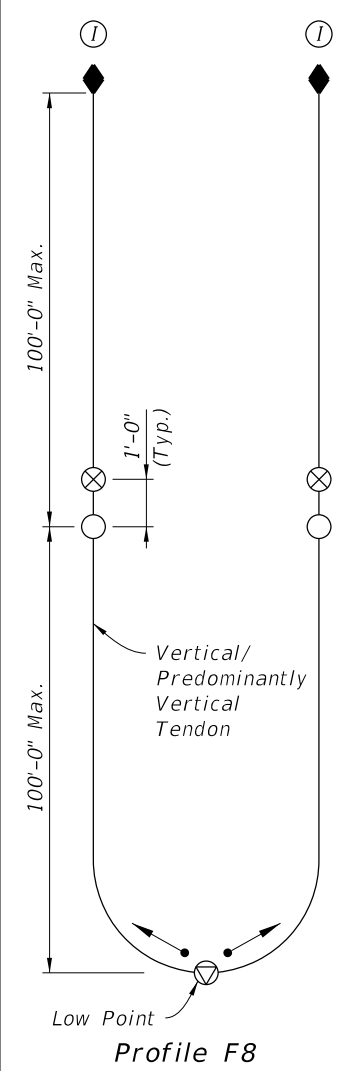 I
I
100'-0" Max.
1'-0"
(Typ.)
Vertical/
Predominantly
Vertical
Tendon
100'-0" Max.
Low Point
Profile F8